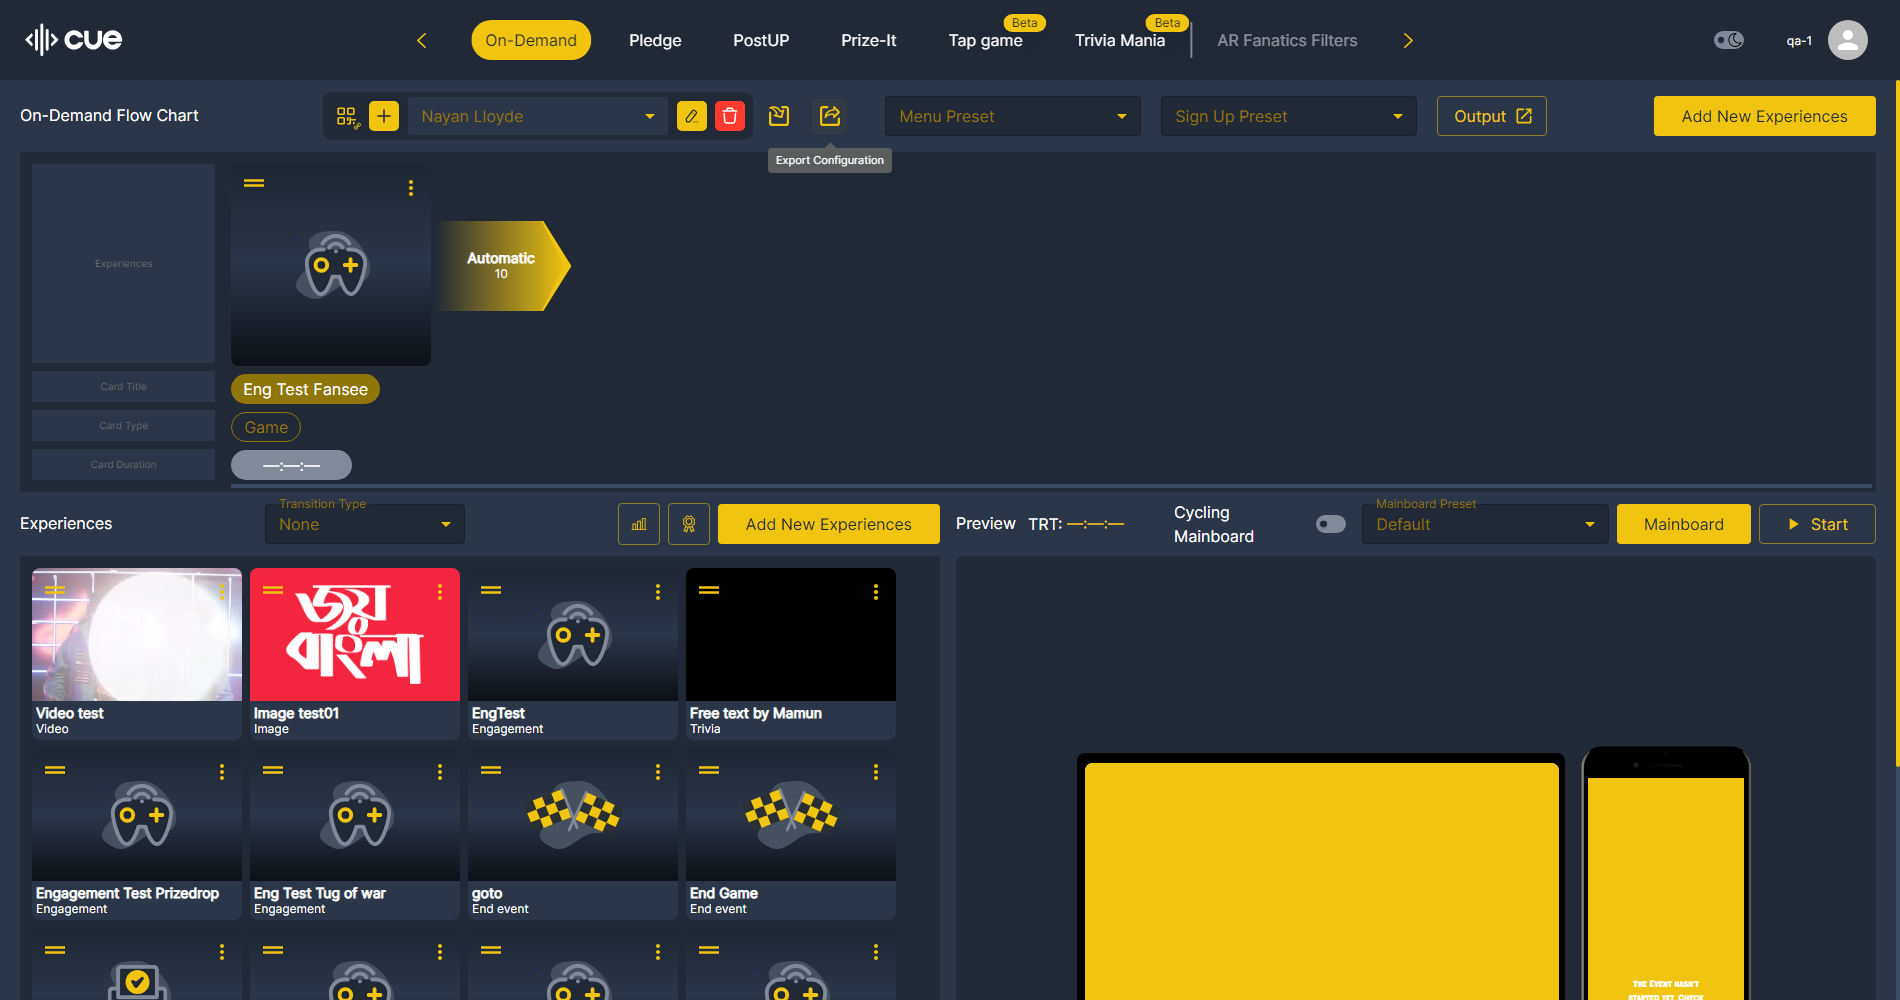 cue
On-Demand
Pledge
PostUP
Prize-It
Tap game
Beta
Trivia Mania
Beta
AR Fanatics Filters
qa-1
On-Demand Flow Chart
Nayan Lloyde
Menu Preset
Sign Up Preset
Output
Add New Experiences
Export Configuration
Experiences
Automatic
10
Card Title
Eng Test Fansee
Card Type
Game
Card Duration
—:—:—
Experiences
Transition Type
None
Add New Experiences
Preview
TRT: —:—:—
Cycling
Mainboard
Mainboard Preset
Default
Mainboard
Start
জয়
বাংলা
Video test
Video
Image test01
Image
EngTest
Engagement
Free text by Mamun
Trivia
Engagement Test Prizedrop
Engagement
Eng Test Tug of war
Engagement
goto
End event
End Game
End event
The Event hasn't
started yet. Check